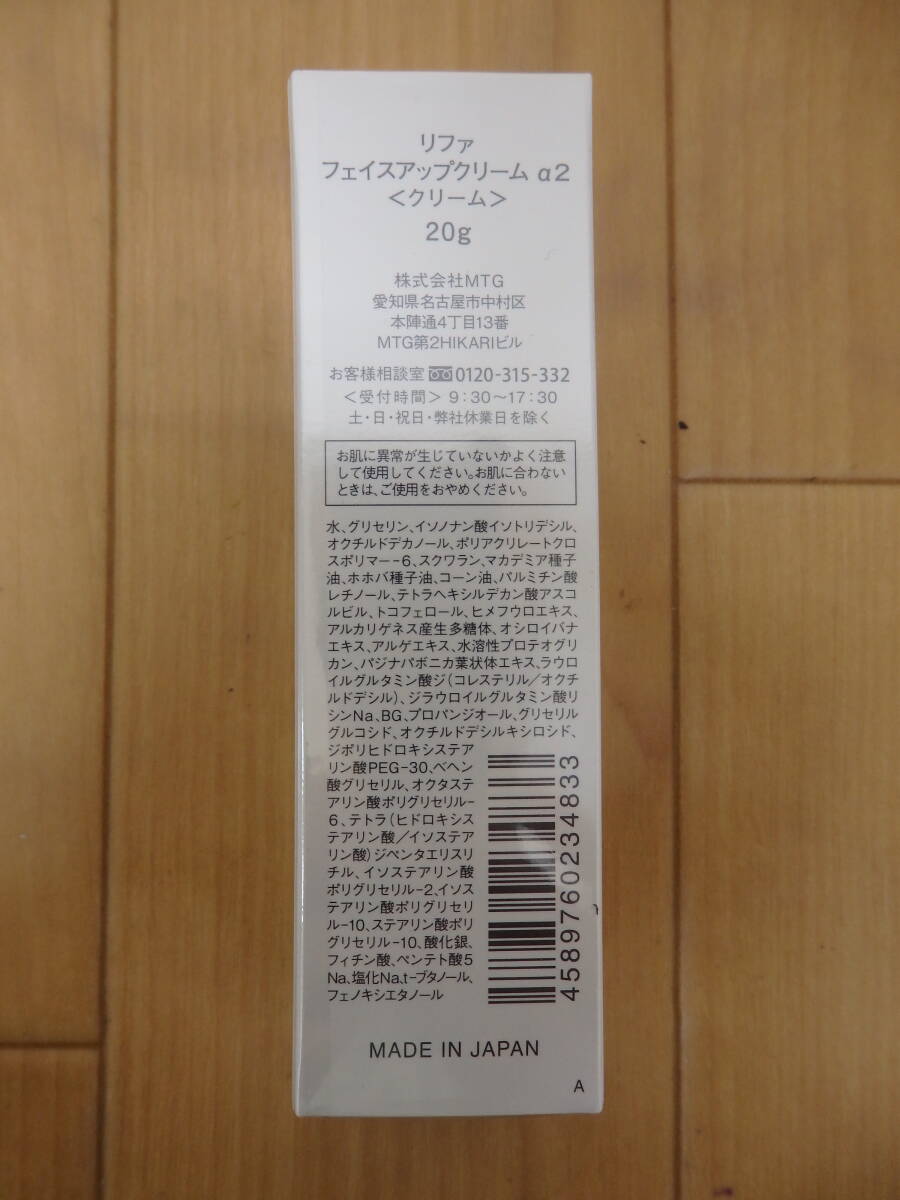 リファ
フェイスアップクリーム α2
＜クリーム＞
20g
株式会社MTG
愛知県名古屋市中村区
本陣通4丁目13番
MTG第2HIKARIビル
お客様相談室 0120-315-332
＜受付時間＞ 9:30～17:30
土・日・祝日・弊社休業日を除く
お肌に異常が生じていないかよく注意
して使用してください。お肌に合わない
ときは、ご使用をおやめください。
水、グリセリン、イソノナン酸イソトリデシル、
オクチルドデカノール、ポリアクリレートクロ
スポリマー-6、スクワラン、マカデミア種子
油、ホホバ種子油、コーン油、パルミチン酸
レチノール、テトラヘキシルデカン酸アスコ
ルビル、トコフェロール、ヒメフウロエキス、
アルカリゲネス産生多糖体、オシロイバナ
エキス、アルゲエキス、水溶性プロテオグリ
カン、パジナパボニカ葉状体エキス、ラウロ
イルグルタミン酸ジ(コレステリル/オクチ
ルドデシル)、ジラウロイルグルタミン酸リ
シンNa、BG、プロパンジオール、グリセリル
グルコシド、オクチルドデシルキシロシド、
ジポリヒドロキシステア
リン酸PEG-30、ベヘン
酸グリセリル、オクタステ
アリン酸ポリグリセリル-
6、テトラ(ヒドロキシス
テアリン酸/イソステア
リン酸)ジペンタエリスリ
チル、イソステアリン酸
ポリグリセリル-2、イソス
テアリン酸ポリグリセリ
ル-10、ステアリン酸ポリ
グリセリル-10、酸化銀、
フィチン酸、ペンテト酸5
Na、塩化Na、t-ブタノール、
フェノキシエタノール
4589760234833
MADE IN JAPAN
A